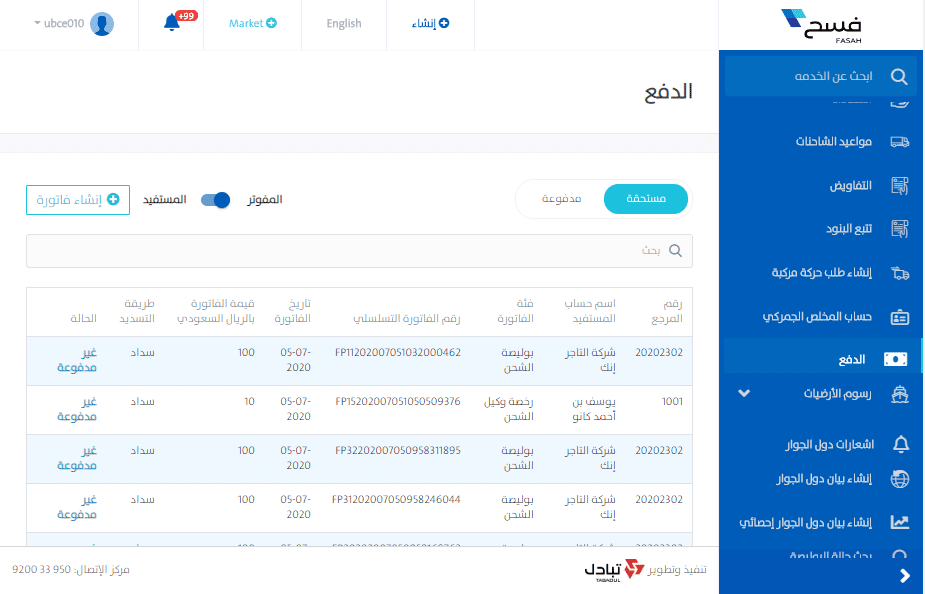 فسح
FASAH
إنشاء
English
Market
+99
ubce010
ابحث عن الخدمه
مواعيد الشاحنات
التفاويض
تتبع البنود
إنشاء طلب حركة مركبة
حساب المخلص الجمركي
الدفع
رسوم الأرضيات
اشعارات دول الجوار
إنشاء بيان دول الجوار
إنشاء بيان دول الجوار إحصائي
بحث حالة البوليصة
الدفع
مستحقة
مدفوعة
المفوتر
المستفيد
إنشاء فاتورة
بحث
رقم المرجع
اسم حساب المستفيد
فئة الفاتورة
رقم الفاتورة التسلسلي
تاريخ الفاتورة
قيمة الفاتورة بالريال السعودي
طريقة التسديد
الحالة
20202302 شركة التاجر بوليصة FP11202007051032000462 05-07- 100 سداد غير
إنك الشحن 2020 مدفوعة
1001 يوسف بن رخصة وكيل FP15202007051050509376 05-07- 10 سداد غير
أحمد كانو الشحن 2020 مدفوعة
20202302 شركة التاجر بوليصة FP32202007050958311895 05-07- 100 سداد غير
إنك الشحن 2020 مدفوعة
20202302 شركة التاجر بوليصة FP31202007050958246044 05-07- 100 سداد غير
إنك الشحن 2020 مدفوعة
تنفيذ وتطوير تبادل
TABADUL
مركز الإتصال: 950 33 9200